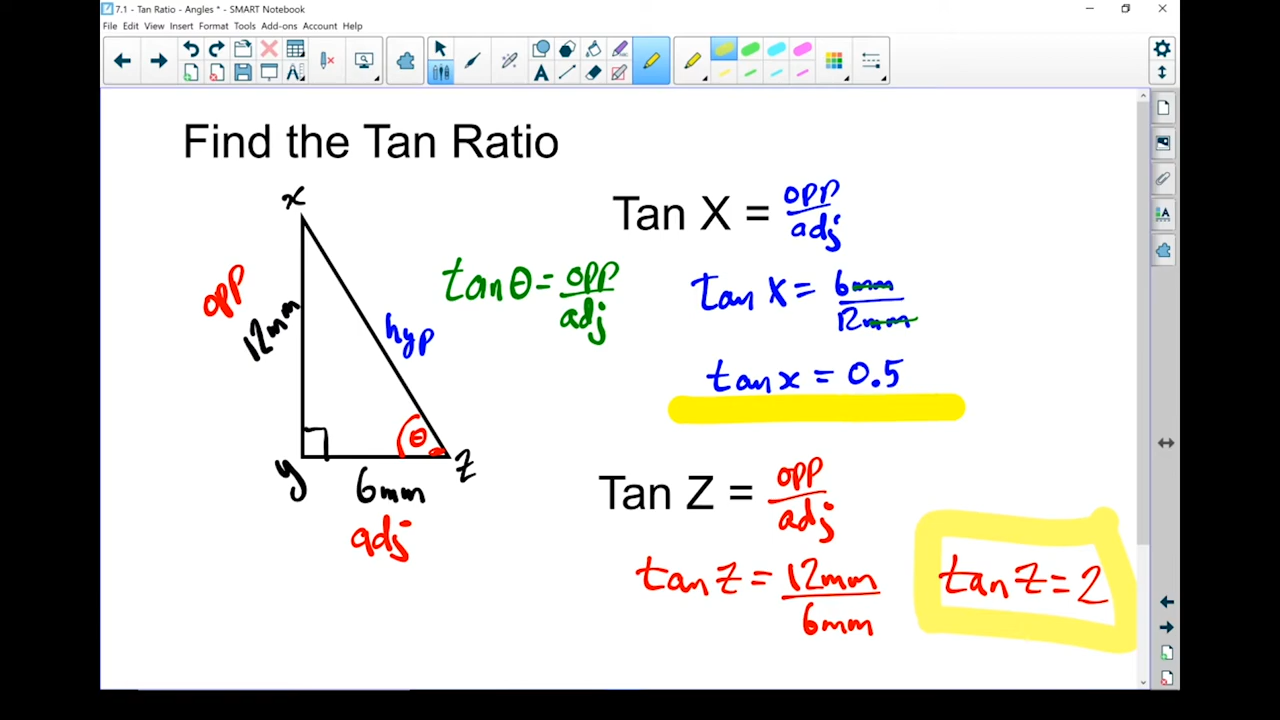 7.1 - Tan Ratio - Angles * - SMART Notebook
File Edit View Insert Format Tools Add-ons Account Help
Find the Tan Ratio
x
opp
12mm
hyp
θ
y
z
6mm
adj
tan θ = opp
adj
Tan X = opp
adj
tan X = 6mm
12mm
tan x = 0.5
Tan Z = opp
adj
tan Z = 12mm
6mm
tan Z = 2